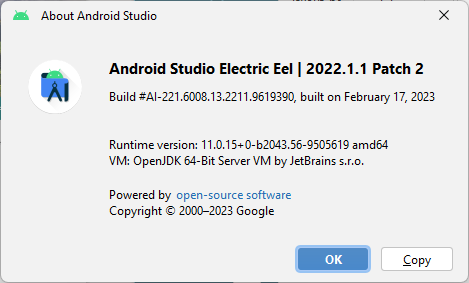 About Android Studio
Android Studio Electric Eel | 2022.1.1 Patch 2
Build #AI-221.6008.13.2211.9619390, built on February 17, 2023
Runtime version: 11.0.15+0-b2043.56-9505619 amd64
VM: OpenJDK 64-Bit Server VM by JetBrains s.r.o.
Powered by open-source software
Copyright © 2000–2023 Google
OK
Copy